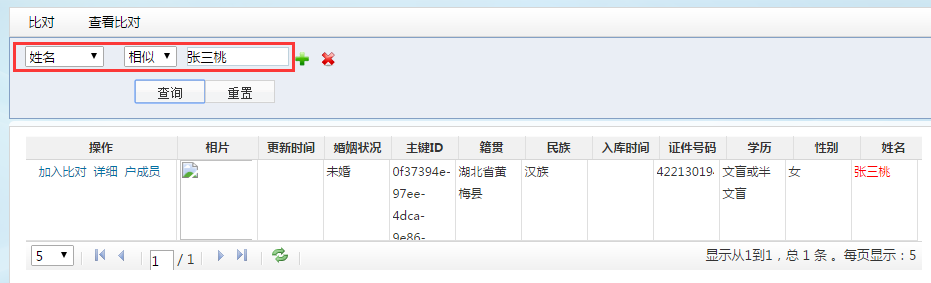 比对 查看比对
姓名 相似 张三桃
查询 重置
操作 相片 更新时间 婚姻状况 主键ID 籍贯 民族 入库时间 证件号码 学历 性别 姓名
加入比对 详细 户成员 未婚 0f37394e- 湖北省黄 汉族 42213019 文盲或半 女 张三桃
97ee- 梅县 文盲
4dca-
9e86-
5 1 / 1 显示从1到1，总 1 条 。每页显示：5